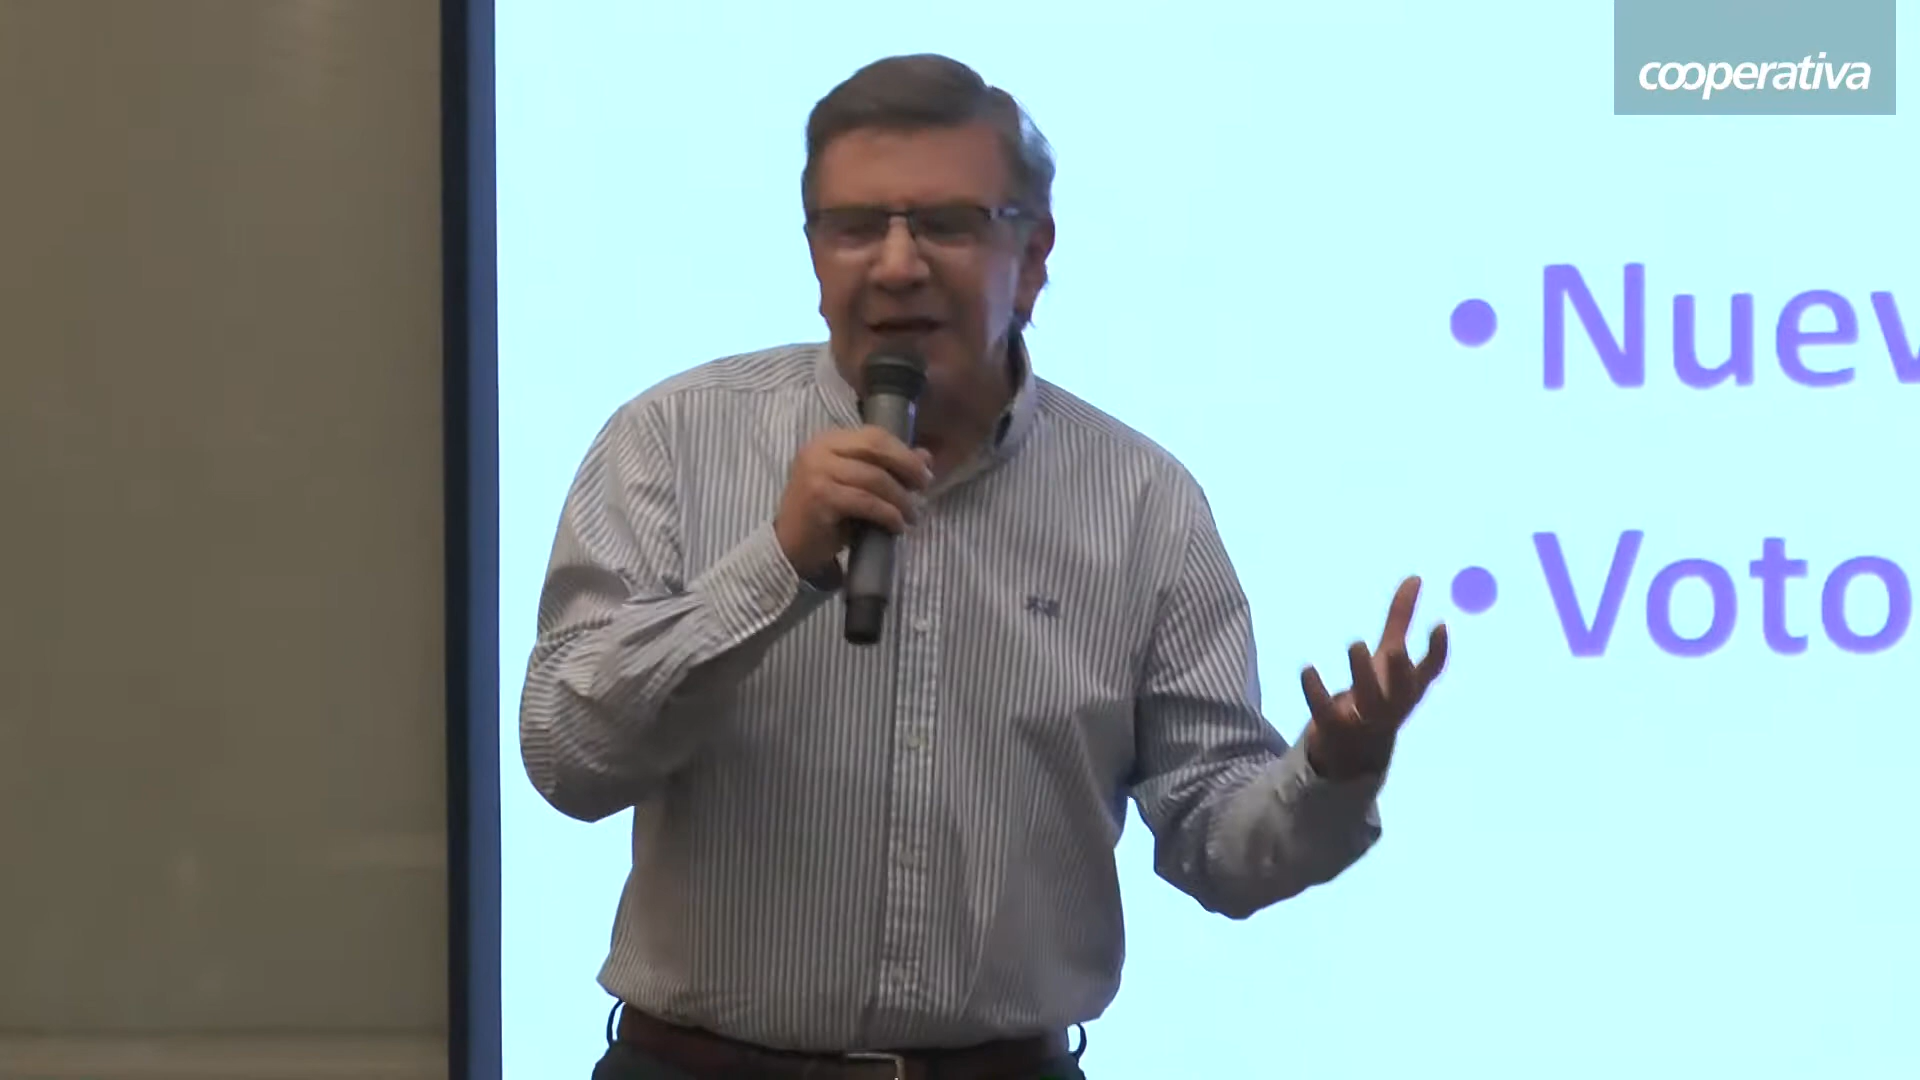 cooperativa
• Nuev
• Voto